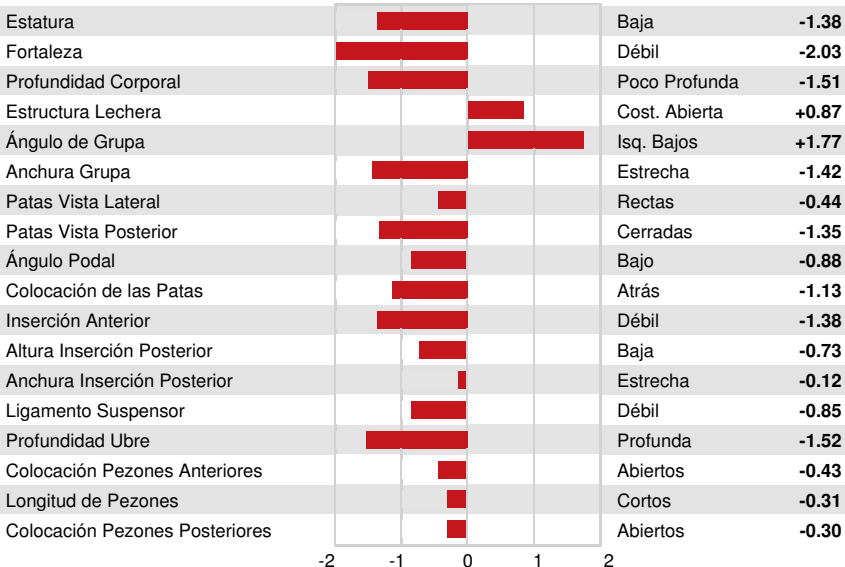 Estatura Baja -1.38
Fortaleza Débil -2.03
Profundidad Corporal Poco Profunda -1.51
Estructura Lechera Cost. Abierta +0.87
Ángulo de Grupa Isq. Bajos +1.77
Anchura Grupa Estrecha -1.42
Patas Vista Lateral Rectas -0.44
Patas Vista Posterior Cerradas -1.35
Ángulo Podal Bajo -0.88
Colocación de las Patas Atrás -1.13
Inserción Anterior Débil -1.38
Altura Inserción Posterior Baja -0.73
Anchura Inserción Posterior Estrecha -0.12
Ligamento Suspensor Débil -0.85
Profundidad Ubre Profunda -1.52
Colocación Pezones Anteriores Abiertos -0.43
Longitud de Pezones Cortos -0.31
Colocación Pezones Posteriores Abiertos -0.30
-2 -1 0 1 2